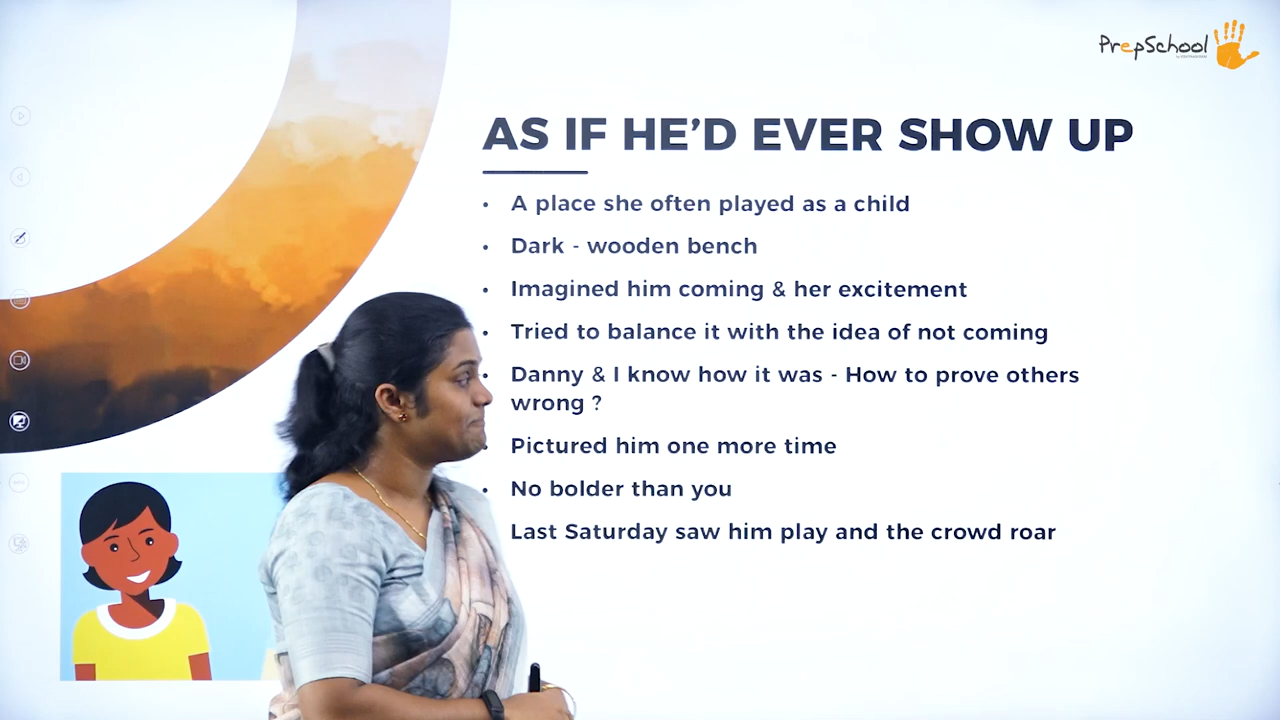 PrepSchool
AS IF HE’D EVER SHOW UP
• A place she often played as a child
• Dark - wooden bench
• Imagined him coming & her excitement
• Tried to balance it with the idea of not coming
• Danny & I know how it was - How to prove others
wrong ?
• Pictured him one more time
• No bolder than you
Last Saturday saw him play and the crowd roar